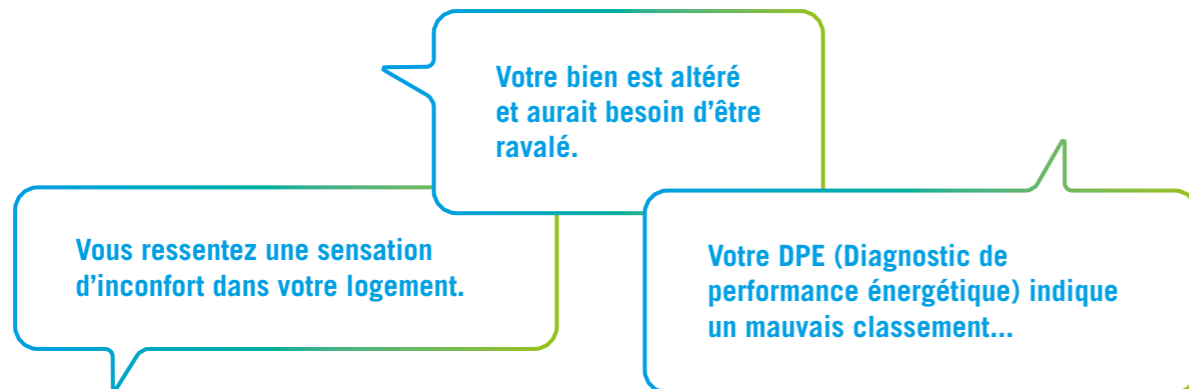 Votre bien est altéré
et aurait besoin d'être
ravalé.
Vous ressentez une sensation
d'inconfort dans votre logement.
Votre DPE (Diagnostic de
performance énergétique) indique
un mauvais classement...